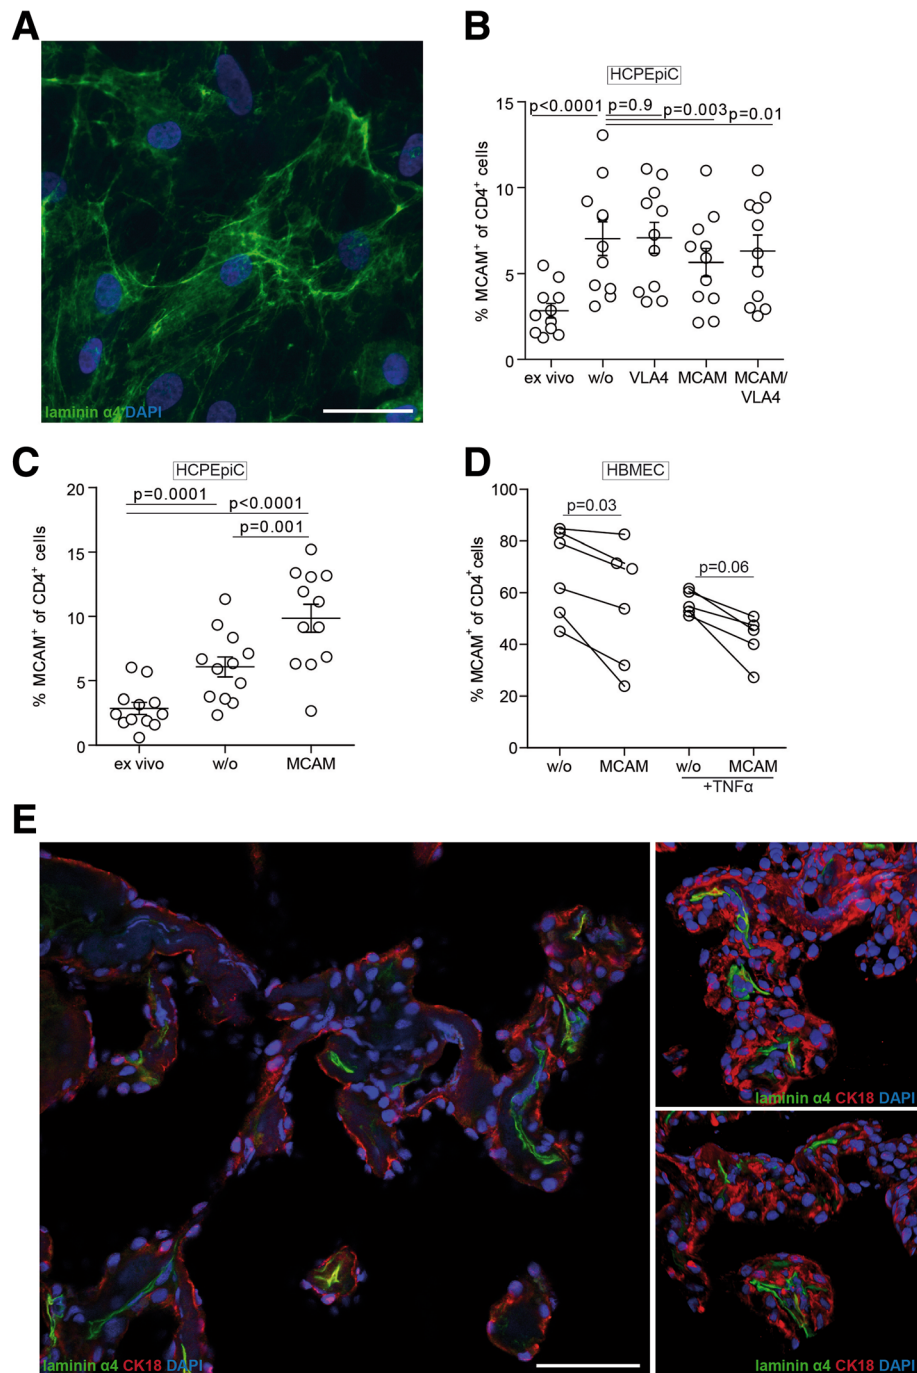 A
laminin α4 DAPI
B
HCPEpiC
p<0.0001 p=0.9 p=0.003 p=0.01
% MCAM⁺ of CD4⁺ cells
15
10
5
0
ex vivo w/o VLA4 MCAM MCAM/
VLA4
C
HCPEpiC
p=0.0001
p<0.0001
p=0.001
% MCAM⁺ of CD4⁺ cells
20
15
10
5
0
ex vivo w/o MCAM
D
HBMEC
p=0.03
p=0.06
% MCAM⁺ of CD4⁺cells
100
80
60
40
20
0
w/o MCAM w/o MCAM
+TNFα
E
laminin α4 CK18 DAPI
laminin α4 CK18 DAPI
laminin α4 CK18 DAPI